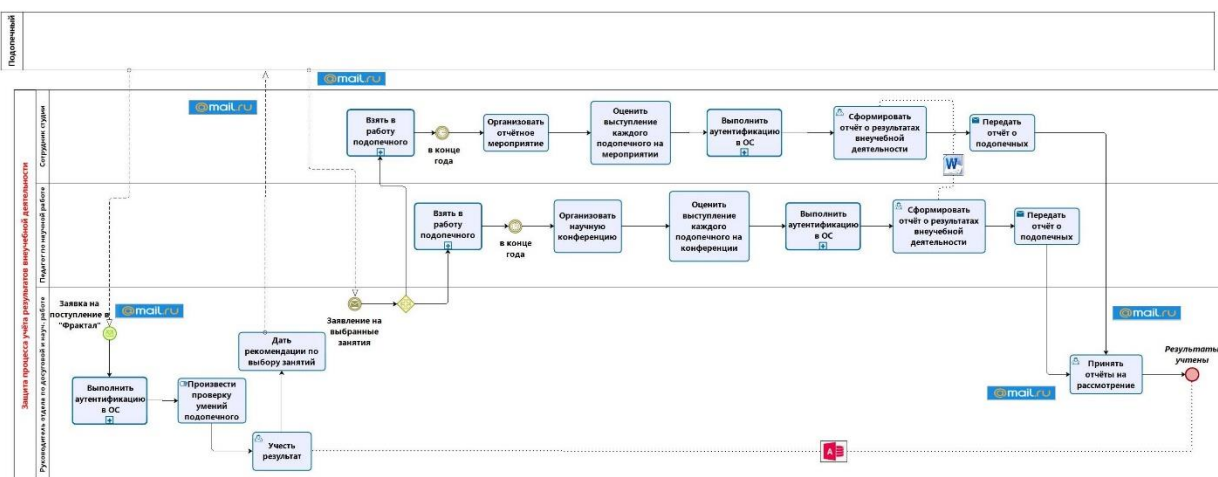 Подопечный
@mail.ru
@mail.ru
Защита процесса учёта результатов внеучебной деятельности
Сотрудник студии
Взять в
работу
подопечного
в конце
года
Организовать
отчётное
мероприятие
Оценить
выступление
каждого
подопечного на
мероприятии
Выполнить
аутентификацию
в ОС
Сформировать
отчёт о результатах
внеучебной
деятельности
Передать
отчёт о
подопечных
W
Педагог по научной работе
Взять в
работу
подопечного
в конце
года
Организовать
научную
конференцию
Оценить
выступление
каждого
подопечного на
конференции
Выполнить
аутентификацию
в ОС
Сформировать
отчёт о результатах
внеучебной
деятельности
Передать
отчёт о
подопечных
Руководитель отдела по досуговой и науч. работе
Заявка на
поступление в
"Фрактал"
@mail.ru
Заявление на
выбранные
занятия
Дать
рекомендации по
выбору занятий
Выполнить
аутентификацию
в ОС
Произвести
проверку
умений
подопечного
Учесть
результат
@mail.ru
Принять
отчёты на
рассмотрение
Результаты
учтены
@mail.ru
A